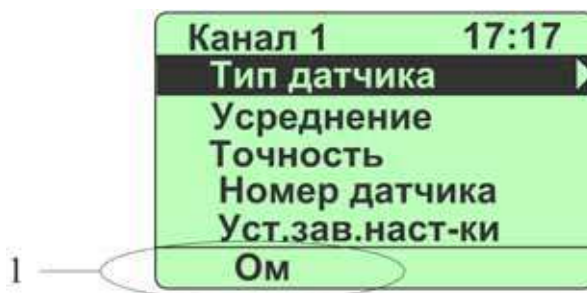 Канал 1 17:17
Тип датчика
Усреднение
Точность
Номер датчика
Уст.зав.наст-ки
1 Ом